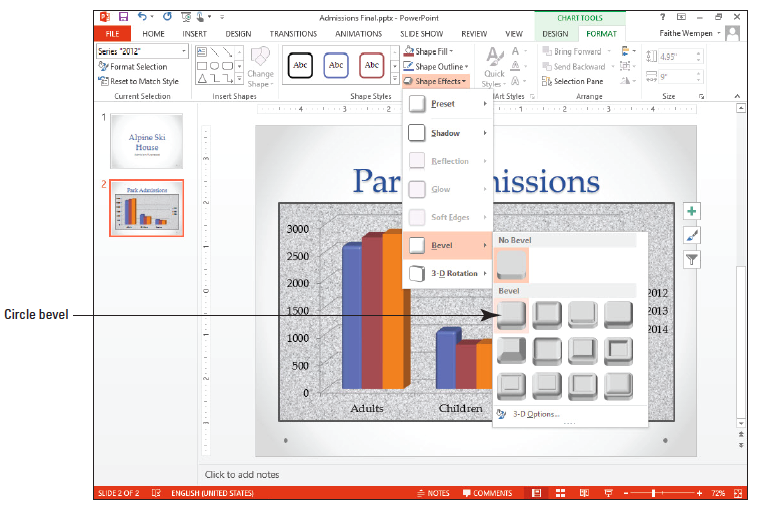 Admissions Final.pptx - PowerPoint
CHART TOOLS
FILE HOME INSERT DESIGN TRANSITIONS ANIMATIONS SLIDE SHOW REVIEW VIEW DESIGN FORMAT Faithe Wempen
Series "2012"
Format Selection
Reset to Match Style
Current Selection
Change Shape
Insert Shapes
Abc Abc Abc
Shape Styles
Shape Fill
Shape Outline
Shape Effects
Quick Styles
Art Styles
Bring Forward
Send Backward
Selection Pane
Arrange
4.95"
9"
Size
1
Alpine Ski
House
2
Park Admissions
Par
issions
Preset
Shadow
Reflection
Glow
Soft Edges
Bevel
3-D Rotation
No Bevel
Bevel
3-D Options...
3000
2500
2000
1500
1000
500
0
Adults
Children
2012
2013
2014
Circle bevel
Click to add notes
SLIDE 2 OF 2 ENGLISH (UNITED STATES) NOTES COMMENTS 72%